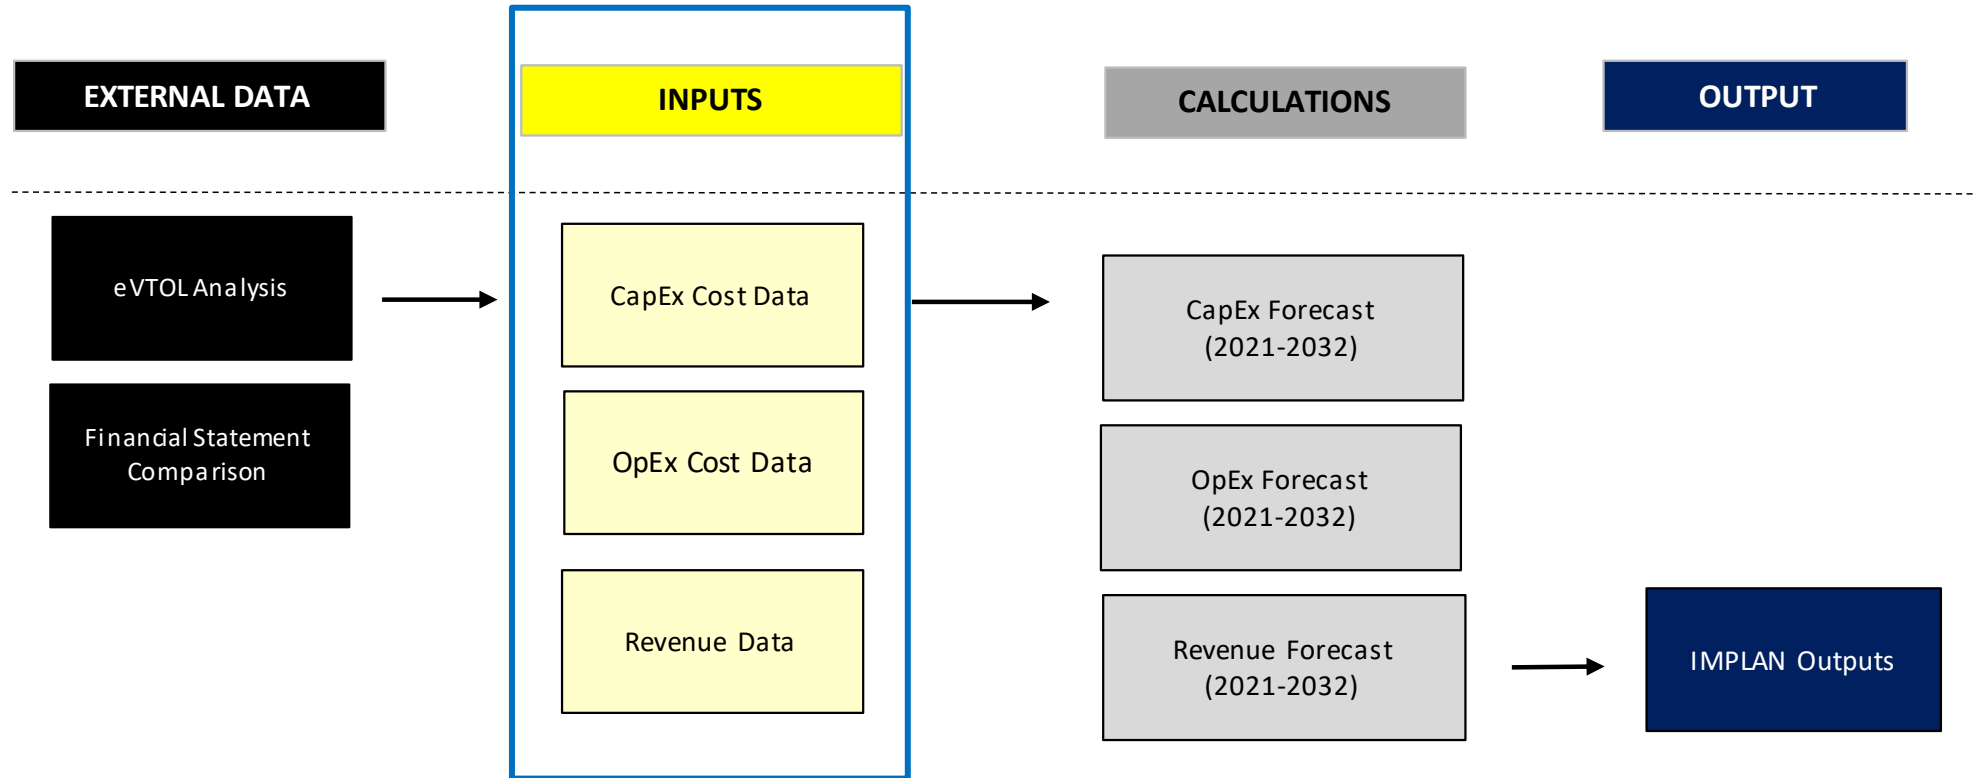 EXTERNAL DATA
INPUTS
CALCULATIONS
OUTPUT
eVTOL Analysis
Financial Statement
Comparison
CapEx Cost Data
OpEx Cost Data
Revenue Data
CapEx Forecast
(2021-2032)
OpEx Forecast
(2021-2032)
Revenue Forecast
(2021-2032)
IMPLAN Outputs